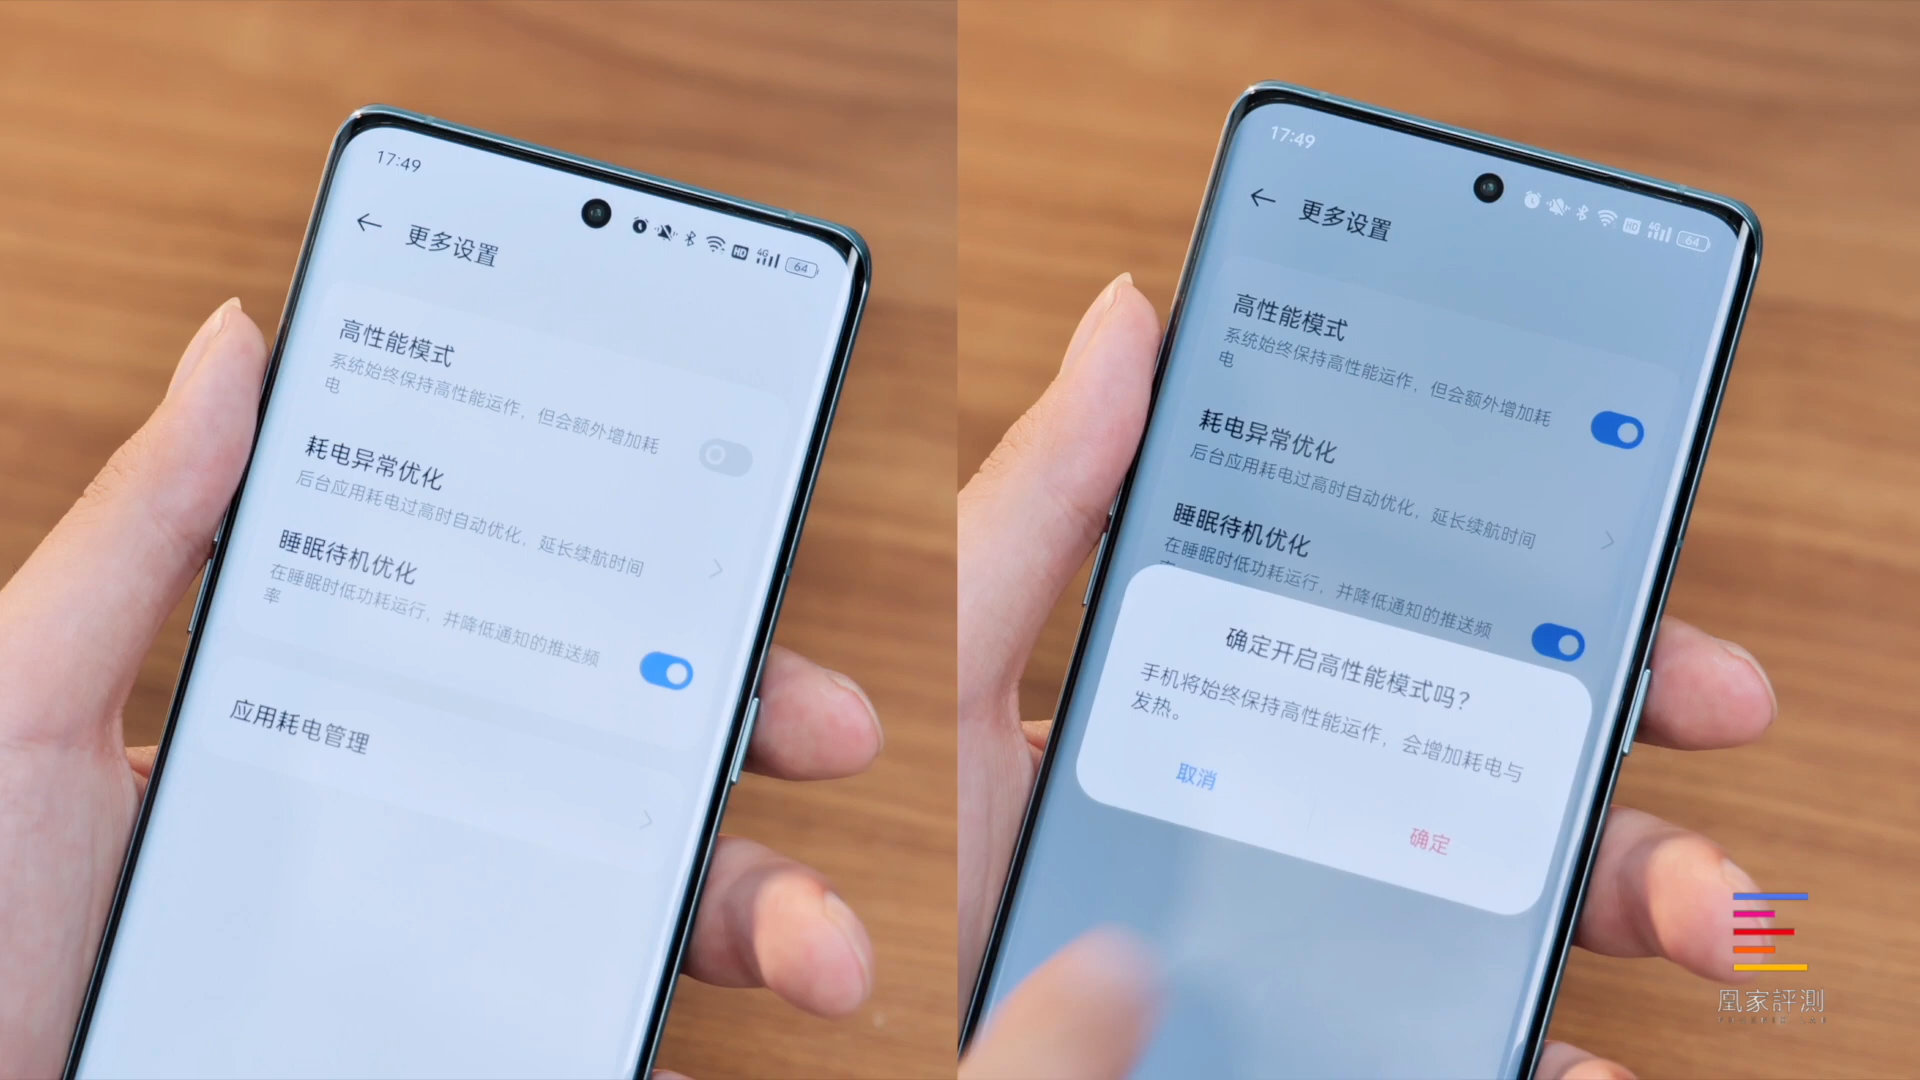 17:49
HD
4G
64
更多设置
高性能模式
系统始终保持高性能运作，但会额外增加耗
电
耗电异常优化
后台应用耗电过高时自动优化，延长续航时间
睡眠待机优化
在睡眠时低功耗运行，并降低通知的推送频
率
应用耗电管理
17:49
HD
4G
64
更多设置
高性能模式
系统始终保持高性能运作，但会额外增加耗
电
耗电异常优化
后台应用耗电过高时自动优化，延长续航时间
睡眠待机优化
在睡眠时低功耗运行，并降低通知的推送频
确定开启高性能模式吗？
手机将始终保持高性能运作，会增加耗电与
发热。
取消
确定
凰家評測